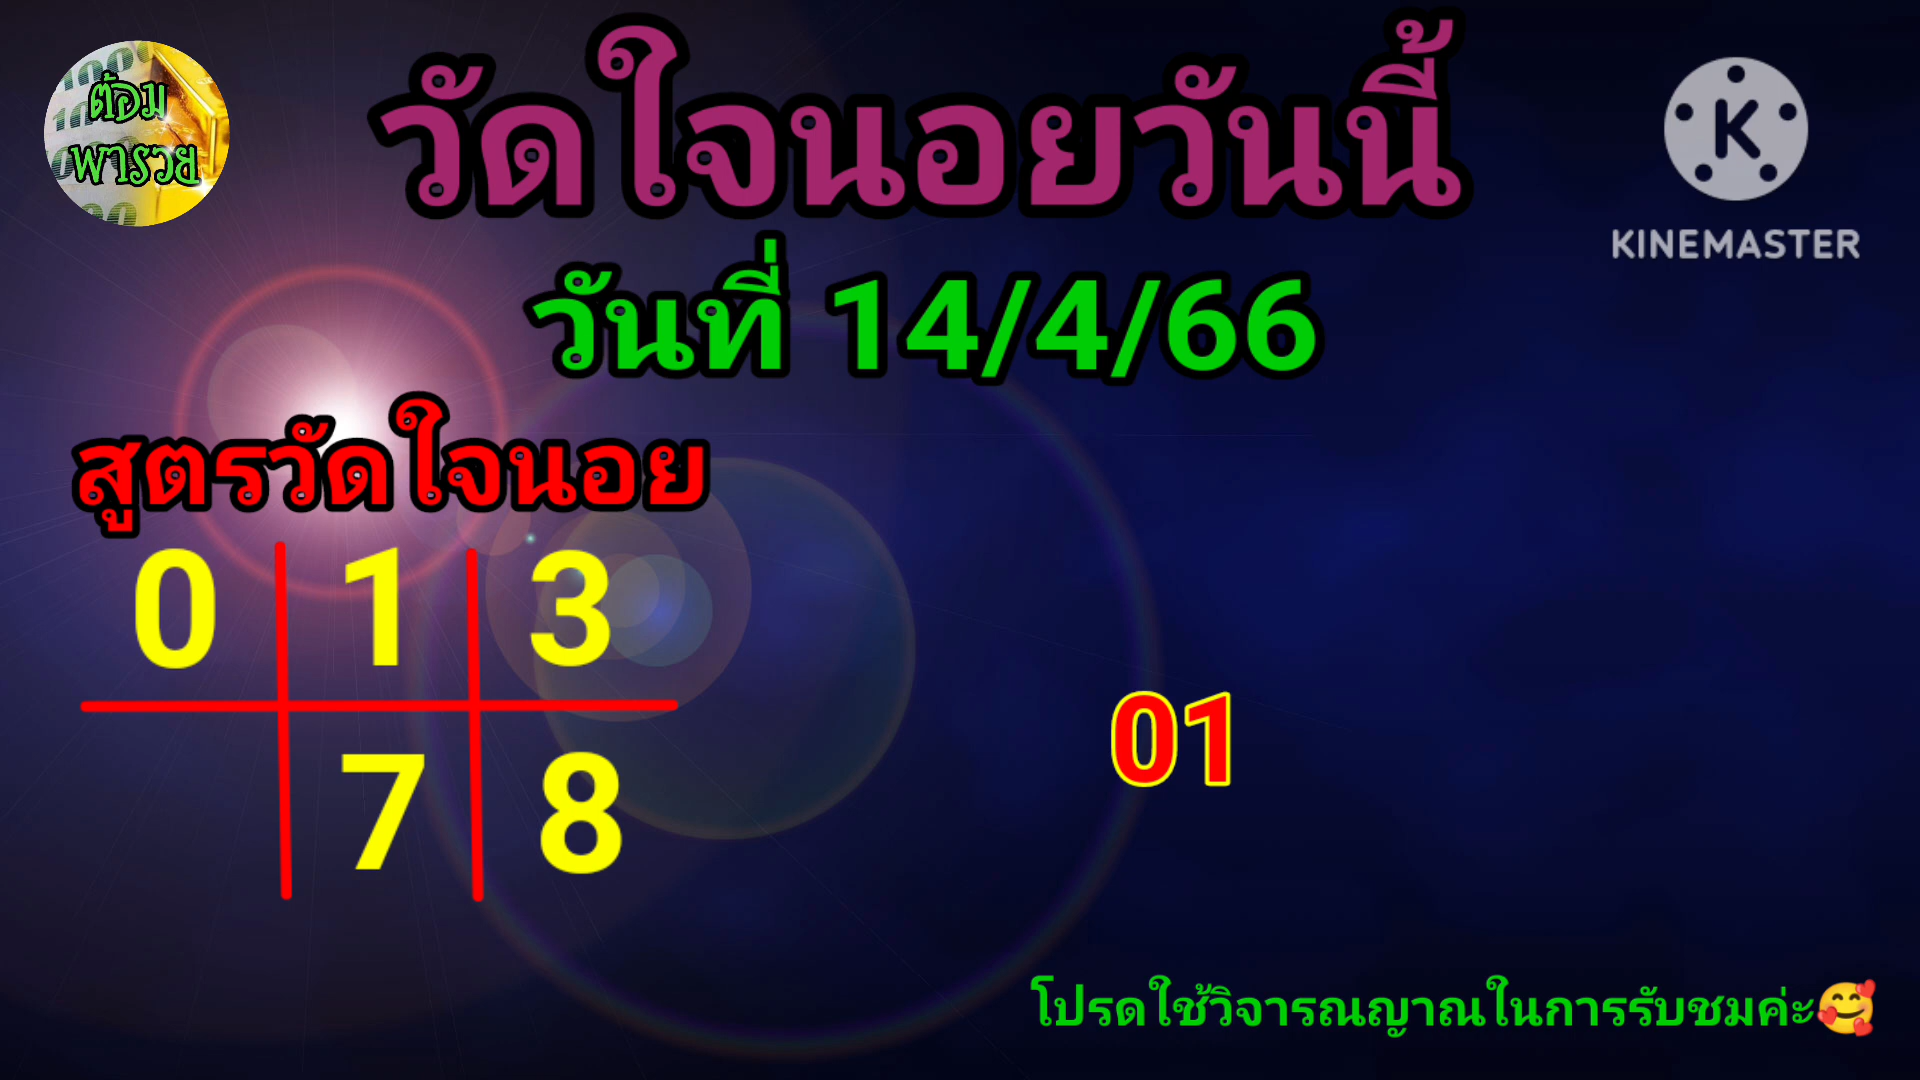 ต้อม
พารวย
วัดใจนอยวันนี้
KINEMASTER
วันที่ 14/4/66
สูตรวัดใจนอย
0 1 3
7 8
01
โปรดใช้วิจารณญาณในการรับชมค่ะ🥰